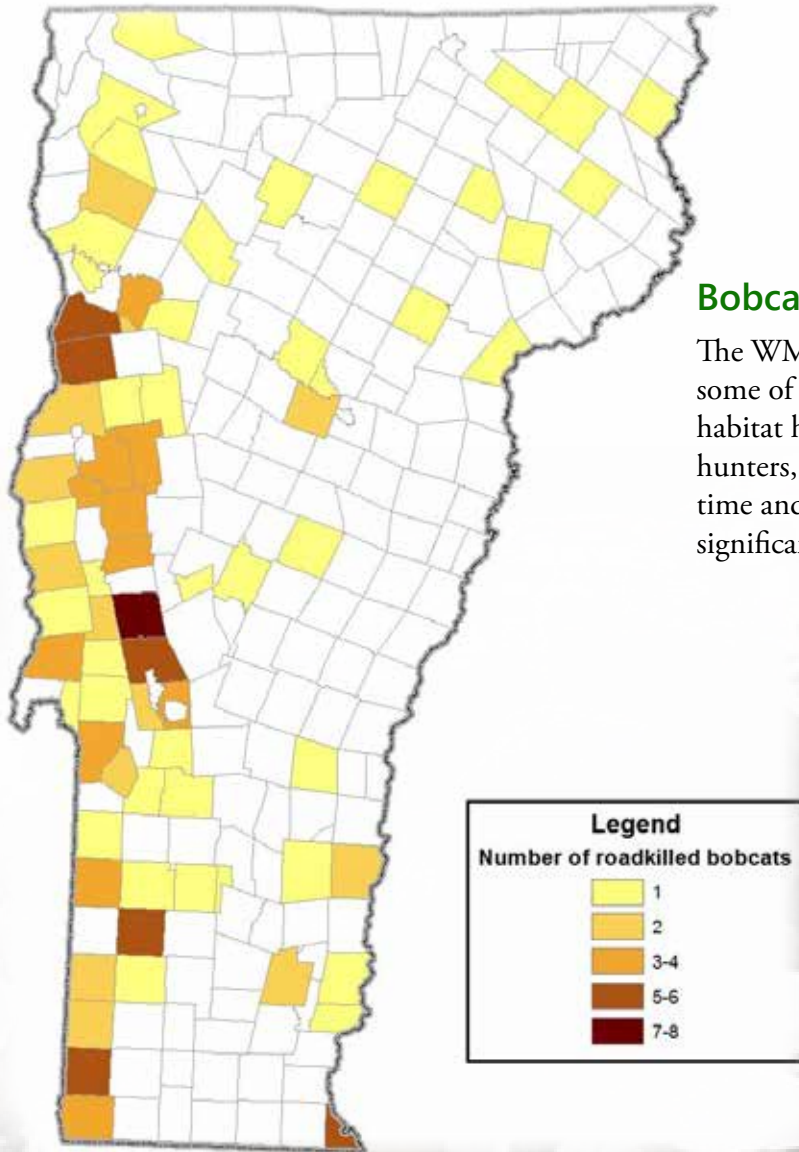 Bobca
The WM
some of
habitat h
hunters,
time and
significa
Legend
Number of roadkilled bobcats
1
2
3-4
5-6
7-8